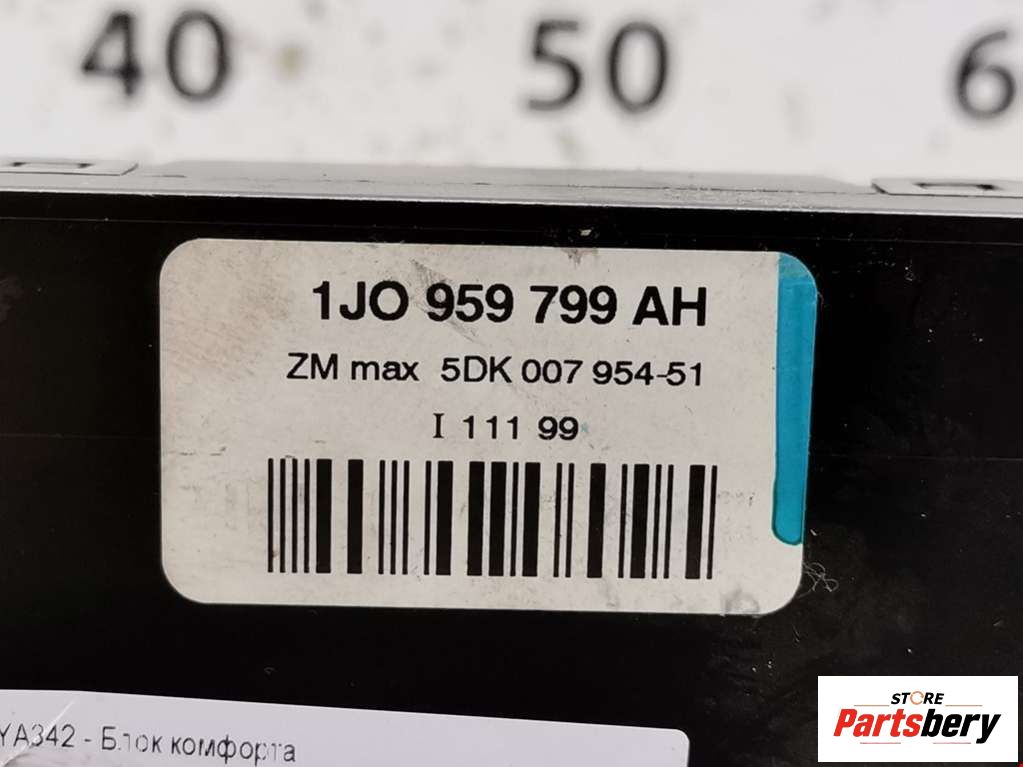 40 50 6
1JO 959 799 AH
ZM max 5DK 007 954-51
I 111 99
YA342 - Блок комфорта
STORE
Partsbery